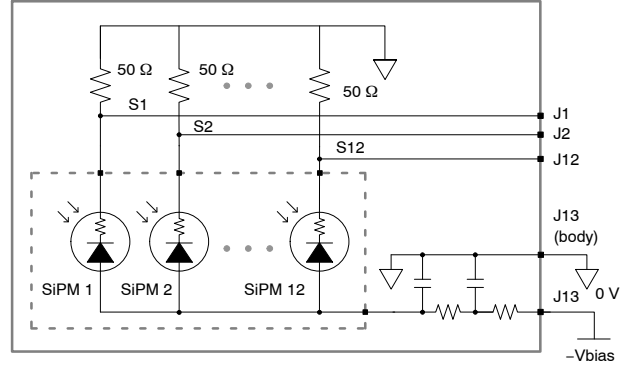 50 Ω
50 Ω
50 Ω
S1
J1
S2
J2
S12
J12
J13
(body)
SiPM 1
SiPM 2
SiPM 12
J13
0 V
−Vbias